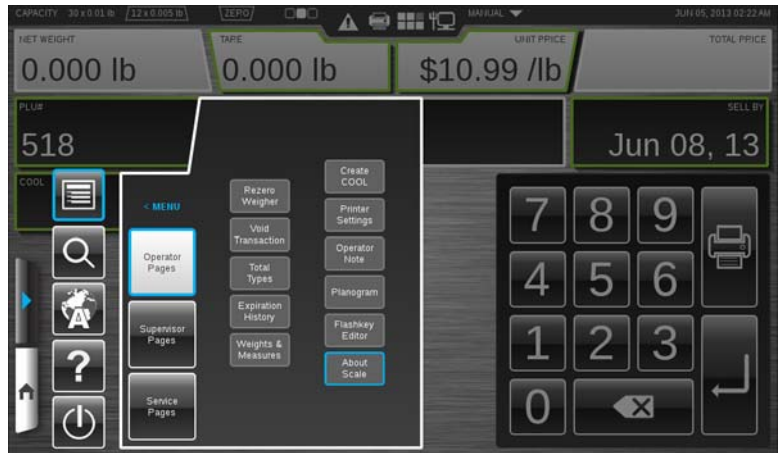 CAPACITY 30 x 0.01 lb 12 x 0.005 lb ZERO MANUAL JUN 05, 2013 02:22 AM
NET WEIGHT TARE UNIT PRICE TOTAL PRICE
0.000 lb 0.000 lb $10.99 /lb
PLU# SELL BY
518 Jun 08, 13
COOL
< MENU
Operator
Pages
Supervisor
Pages
Service
Pages
Rezero
Weigher
Void
Transaction
Total
Types
Expiration
History
Weights &
Measures
Create
COOL
Printer
Settings
Operator
Note
Planogram
Flashkey
Editor
About
Scale
A
?
7 8 9
4 5 6
1 2 3
0